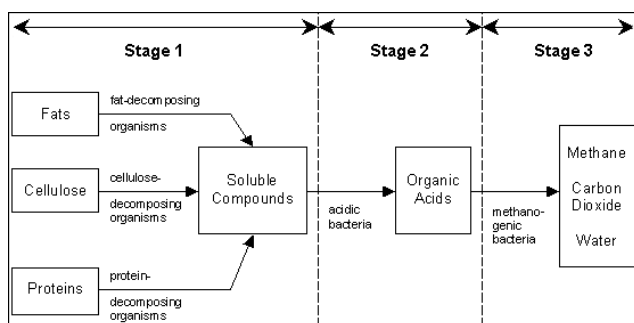 Stage 1
Stage 2
Stage 3
Fats
fat-decomposing
organisms
Cellulose
cellulose-
decomposing
organisms
Proteins
protein-
decomposing
organisms
Soluble
Compounds
acidic
bacteria
Organic
Acids
methano-
genic
bacteria
Methane
Carbon
Dioxide
Water